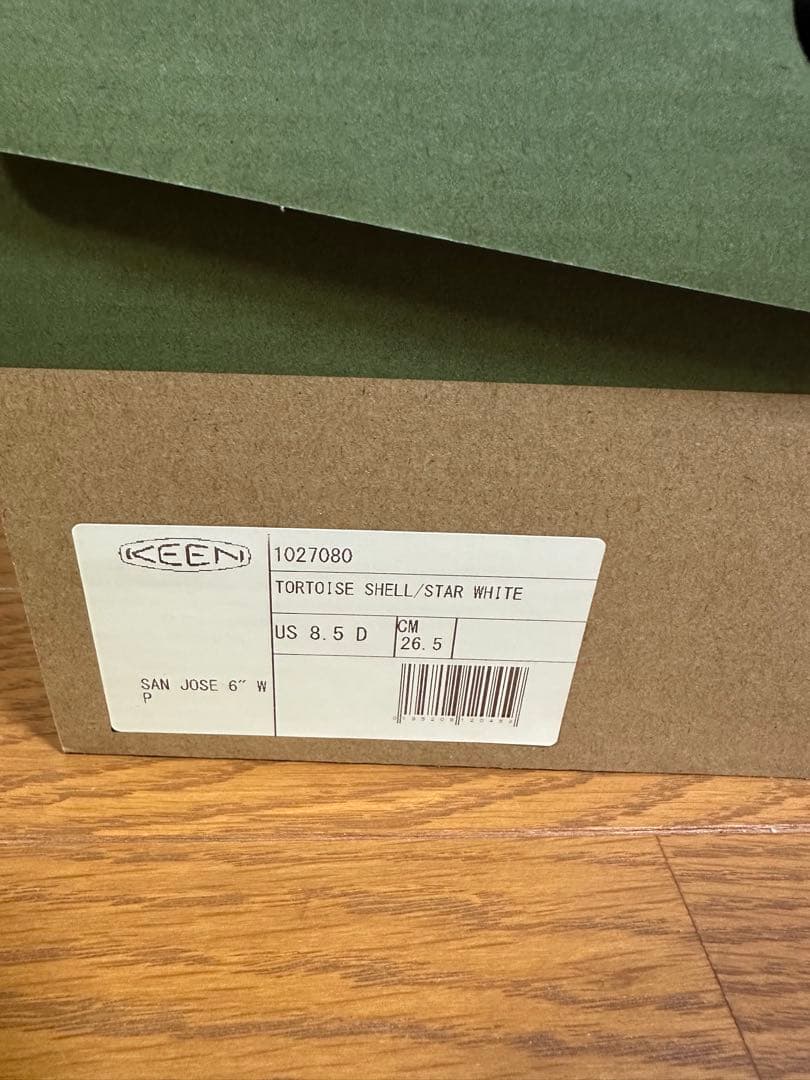 KEEN
1027080
TORTOISE SHELL/STAR WHITE
US 8.5 D
CM
26.5
SAN JOSE 6″ W
P